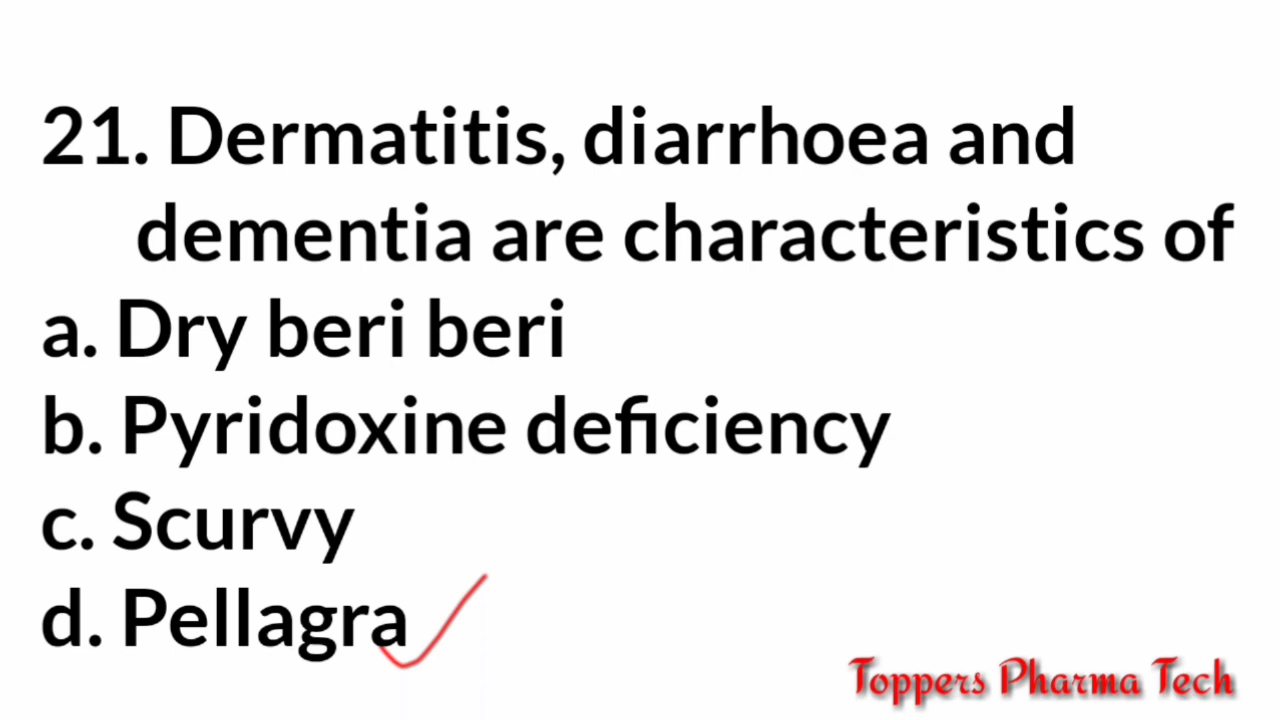 21. Dermatitis, diarrhoea and
dementia are characteristics of
a. Dry beri beri
b. Pyridoxine deficiency
c. Scurvy
d. Pellagra
Toppers Pharma Tech